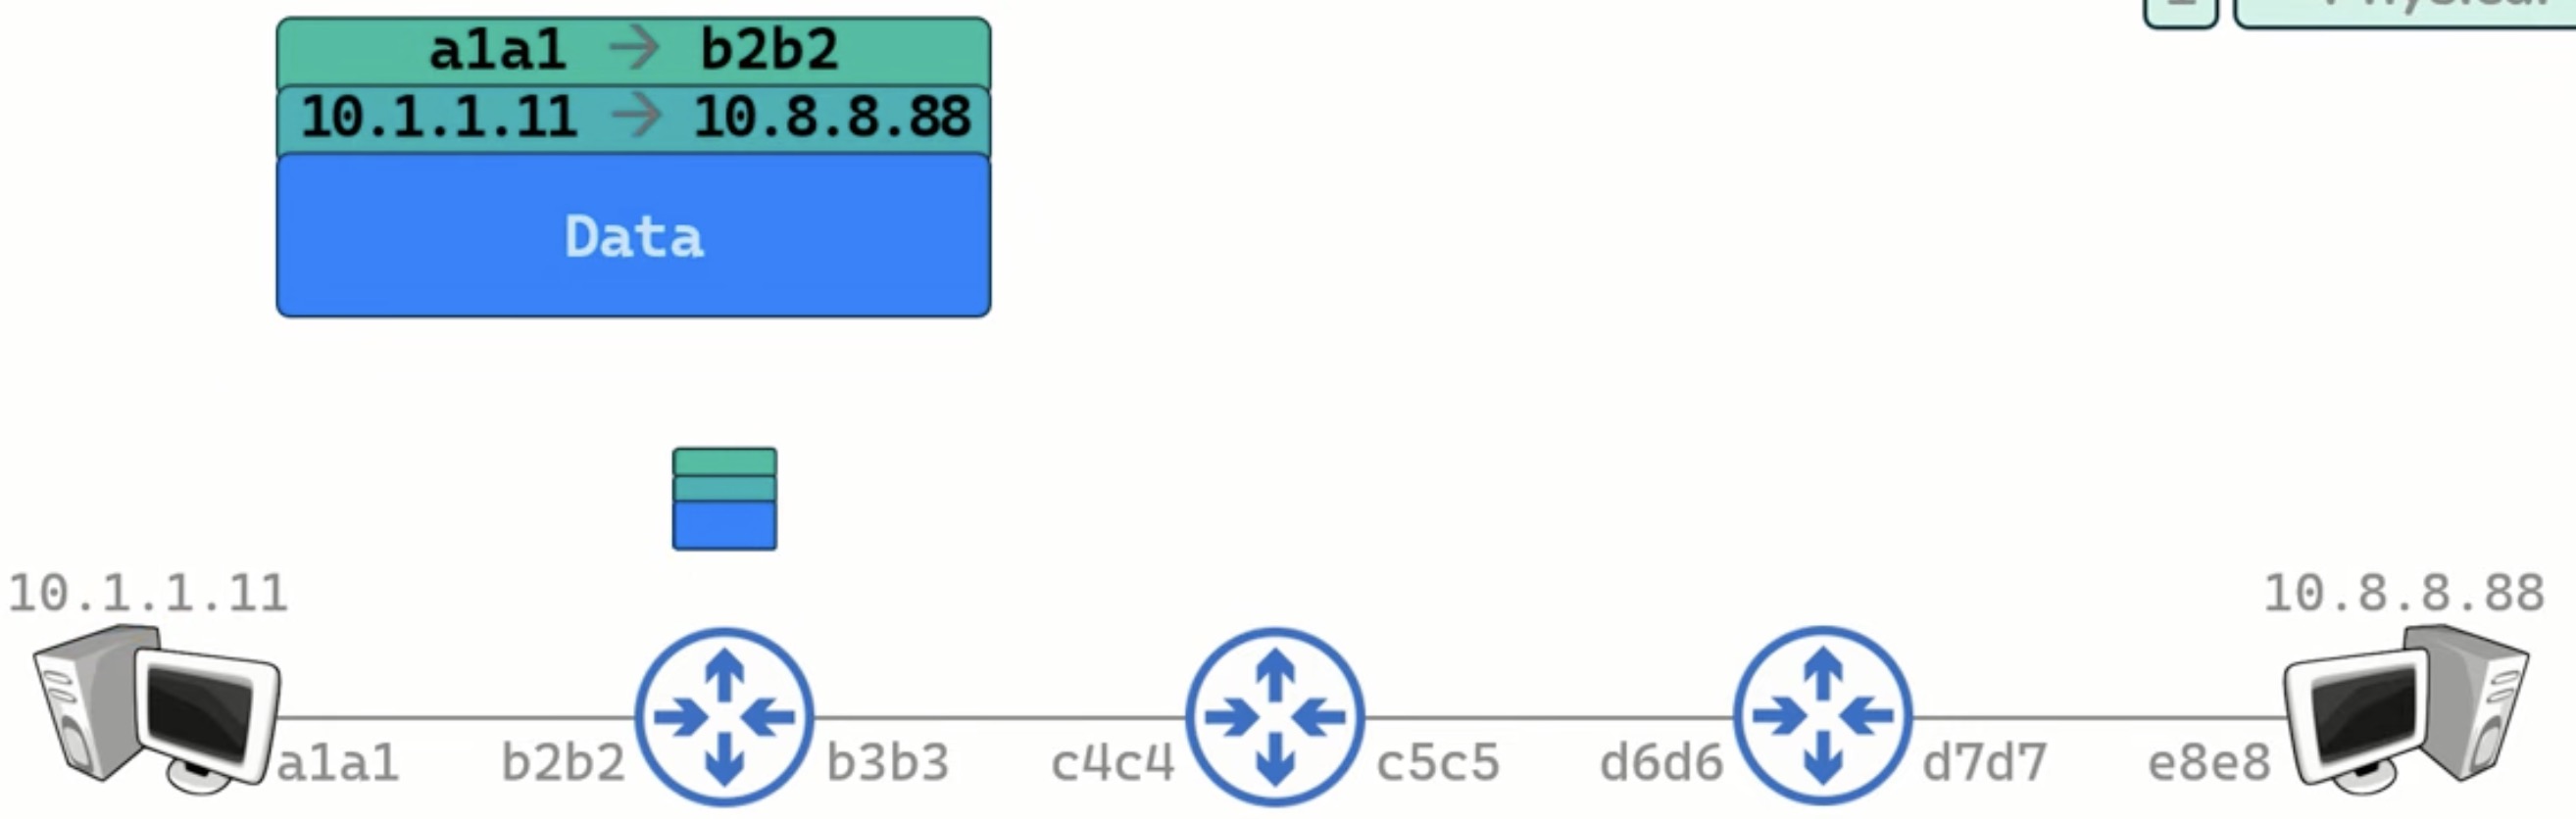 a1a1 → b2b2
10.1.1.11 → 10.8.8.88
Data
10.1.1.11
10.8.8.88
a1a1
b2b2
b3b3
c4c4
c5c5
d6d6
d7d7
e8e8